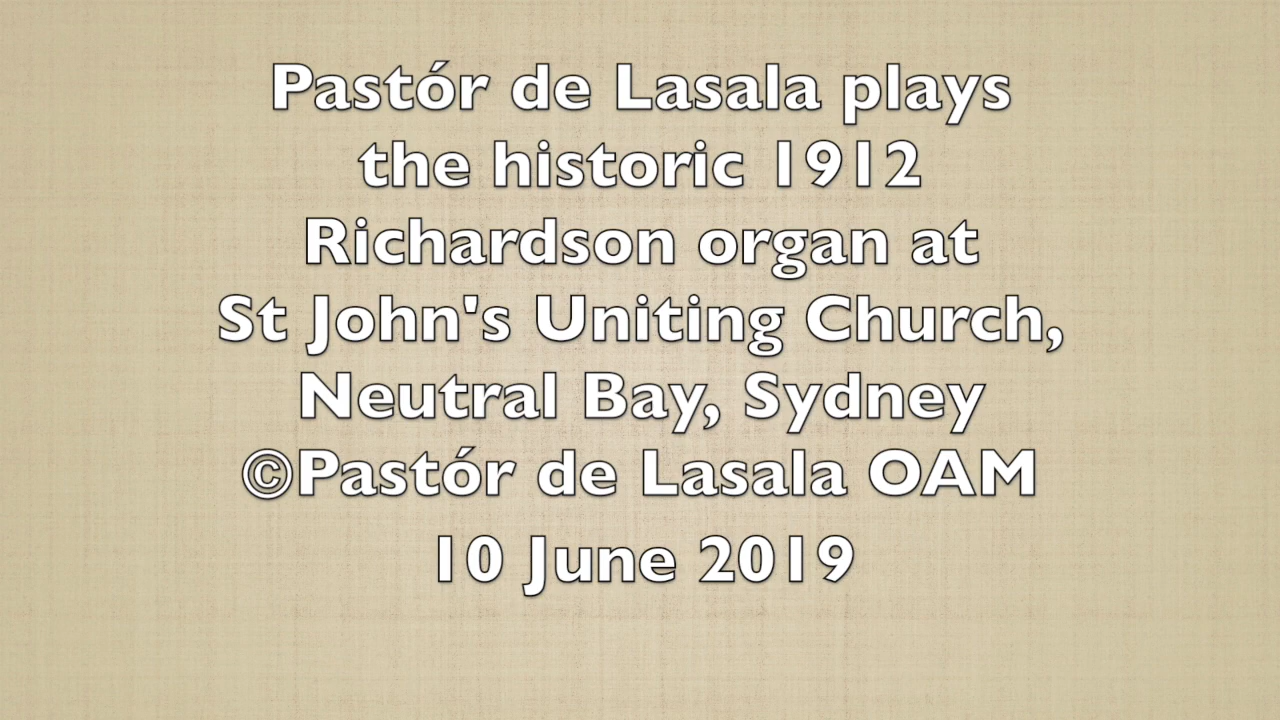 Pastór de Lasala plays
the historic 1912
Richardson organ at
St John's Uniting Church,
Neutral Bay, Sydney
©Pastór de Lasala OAM
10 June 2019